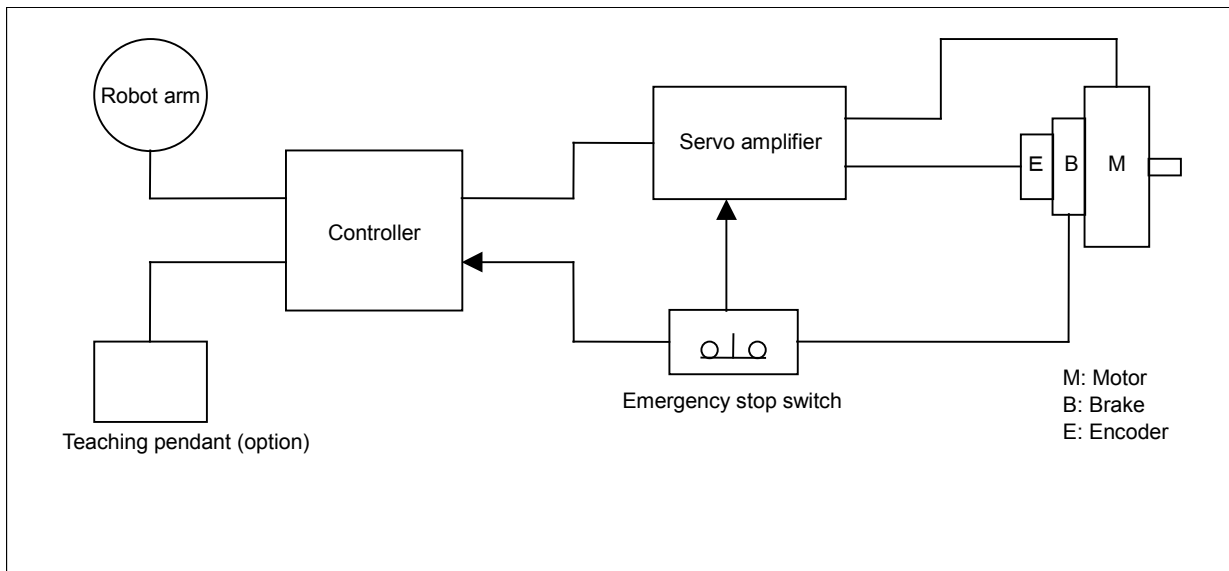 Robot arm
Servo amplifier
E
B
M
Controller
Emergency stop switch
Teaching pendant (option)
M: Motor
B: Brake
E: Encoder